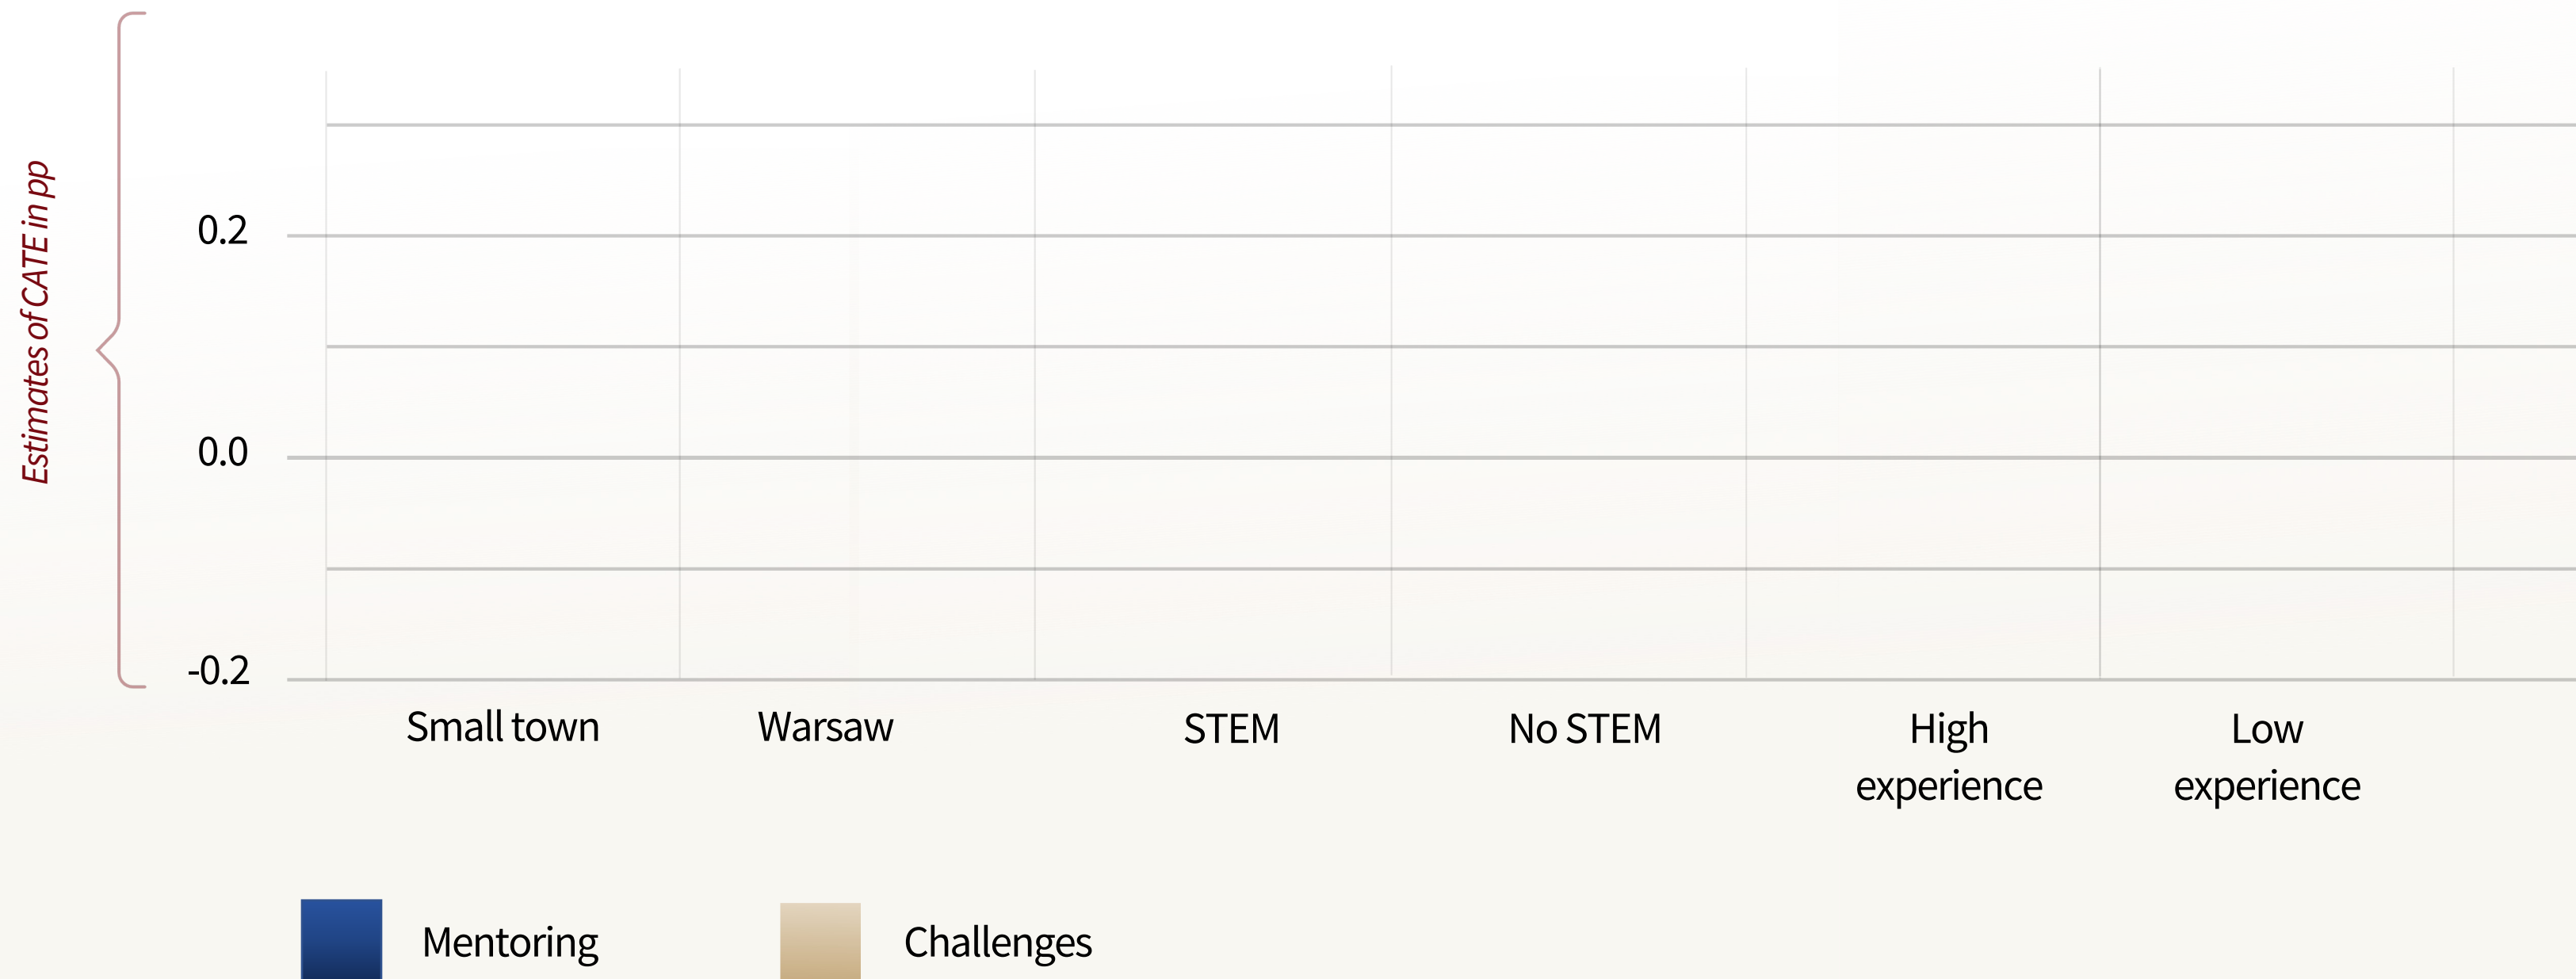 Estimates of CATE in pp
0.2
0.0
-0.2
Small town
Warsaw
STEM
No STEM
High
experience
Low
experience
Mentoring
Challenges